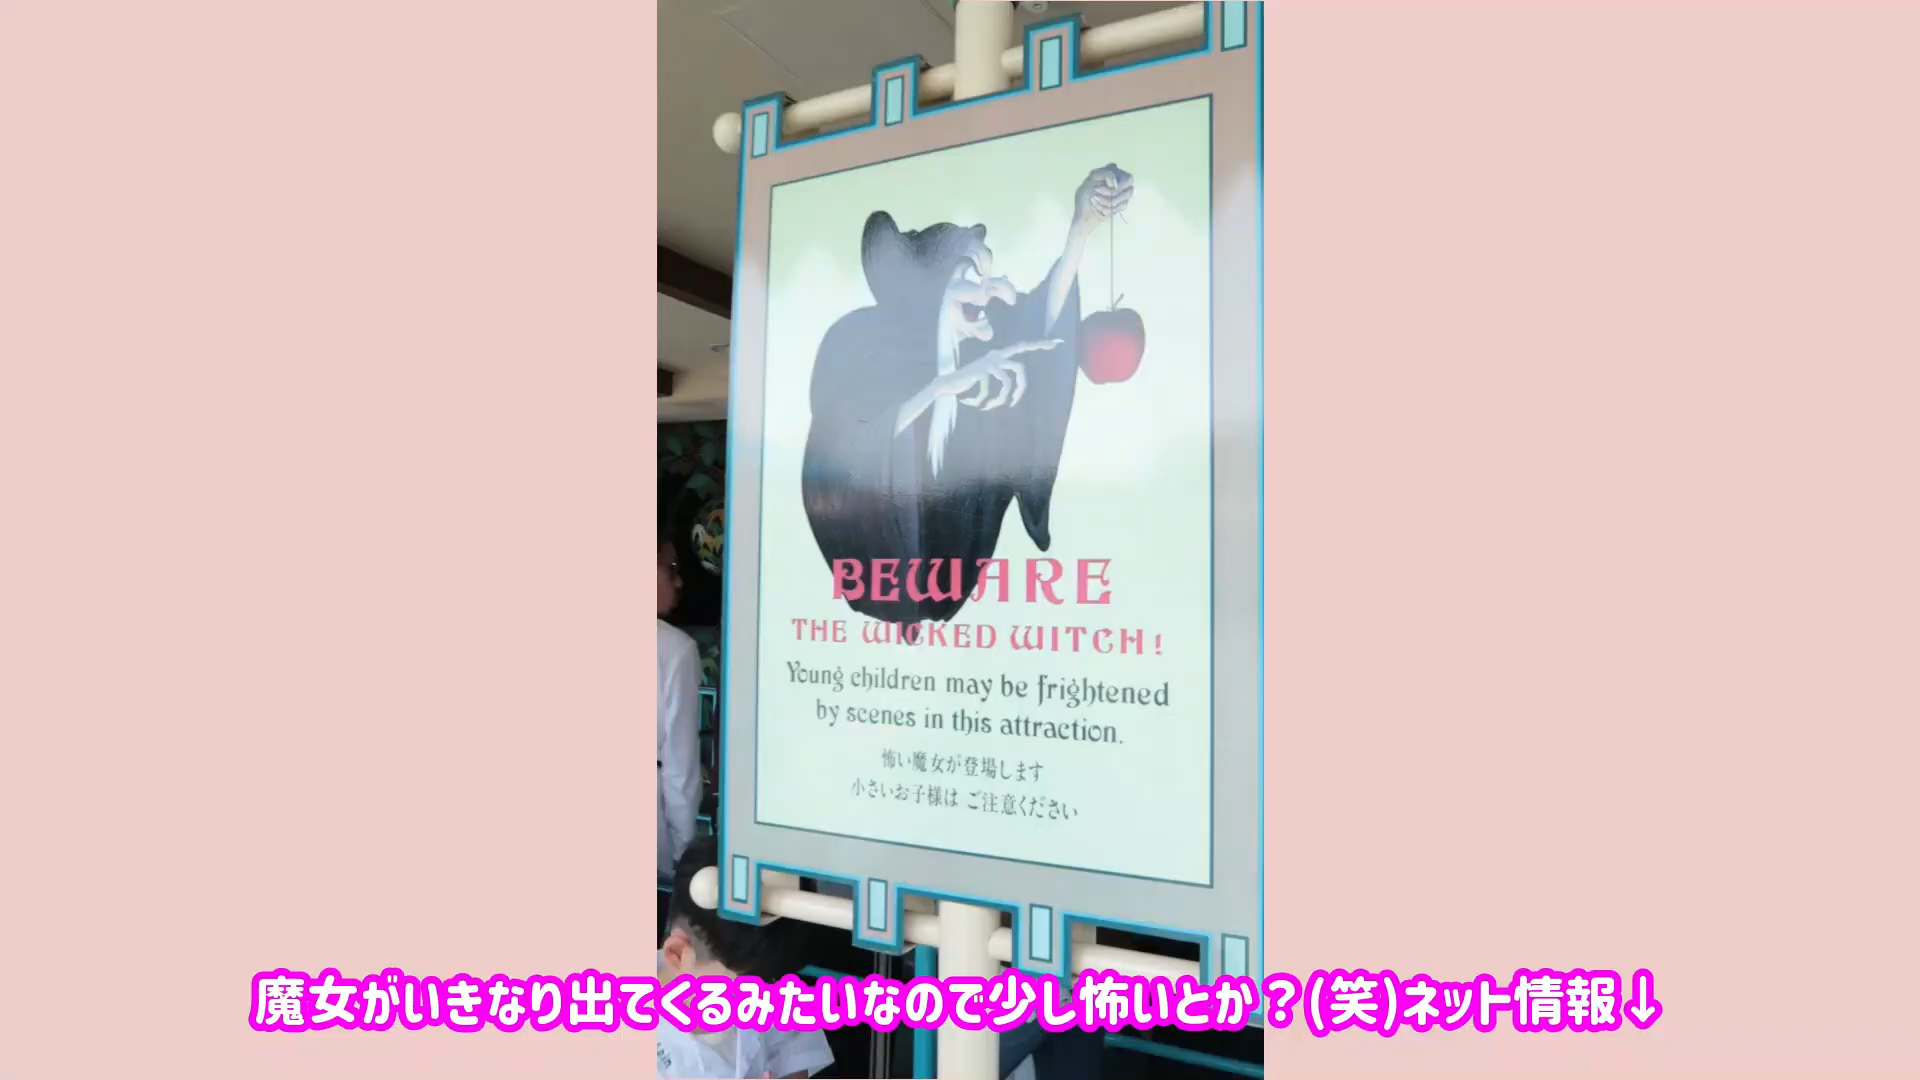 BEWARE
THE WICKED WITCH!
Young children may be frightened
by scenes in this attraction.
怖い魔女が登場します
小さいお子様は ご注意ください
魔女がいきなり出てくるみたいなので少し怖いとか？(笑)ネット情報↓